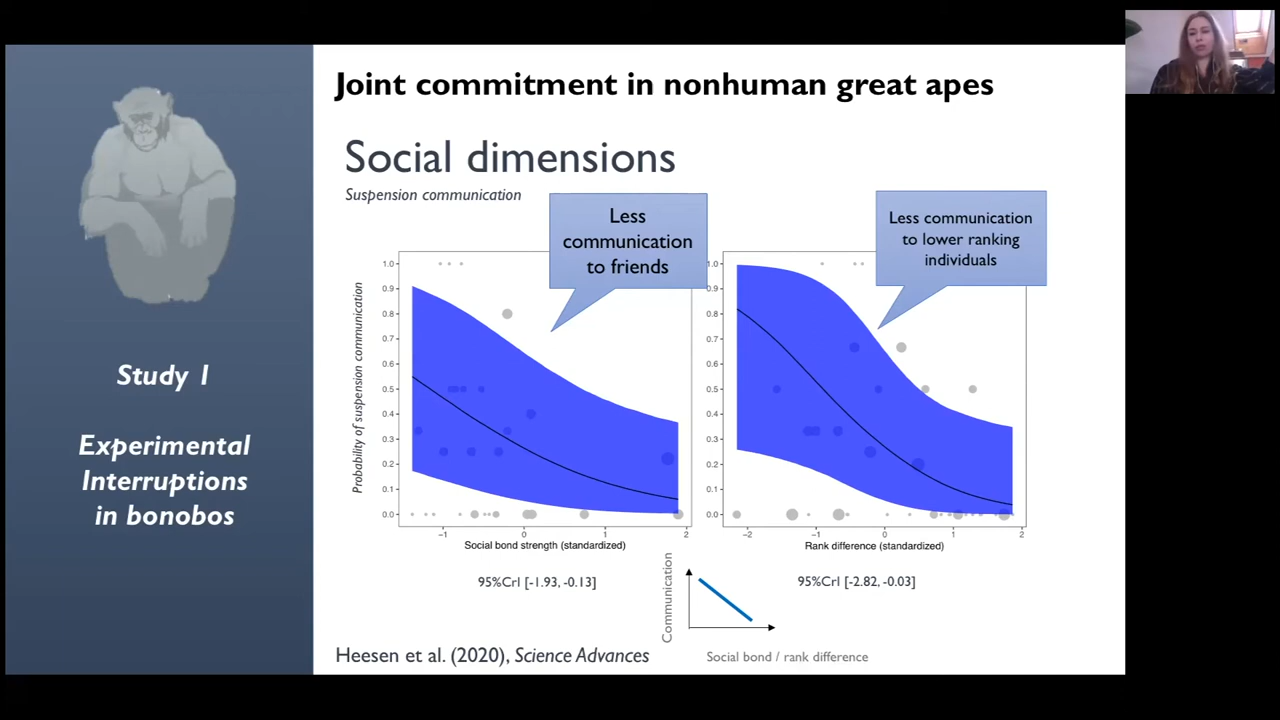 Joint commitment in nonhuman great apes
Social dimensions
Suspension communication
Less
communication
to friends
Less communication
to lower ranking
individuals
Study 1
Experimental
Interruptions
in bonobos
Probability of suspension communication
1.0
0.9
0.8
0.7
0.6
0.5
0.4
0.3
0.2
0.1
0.0
−1
0
1
2
Social bond strength (standardized)
95%CrI [-1.93, -0.13]
1.0
0.9
0.8
0.7
0.6
0.5
0.4
0.3
0.2
0.1
0.0
−2
−1
0
1
2
Rank difference (standardized)
95%CrI [-2.82, -0.03]
Communication
Social bond / rank difference
Heesen et al. (2020), Science Advances